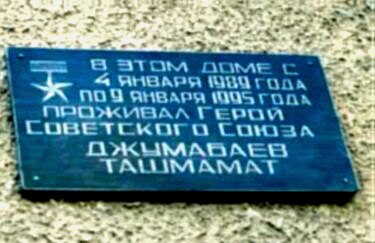 В ЭТОМ ДОМЕ С
4 ЯНВАРЯ 1989 ГОДА
ПО 9 ЯНВАРЯ 1995 ГОДА
ПРОЖИВАЛ ГЕРОЙ
СОВЕТСКОГО СОЮЗА
ДЖУМАБАЕВ
ТАШМАМАТ